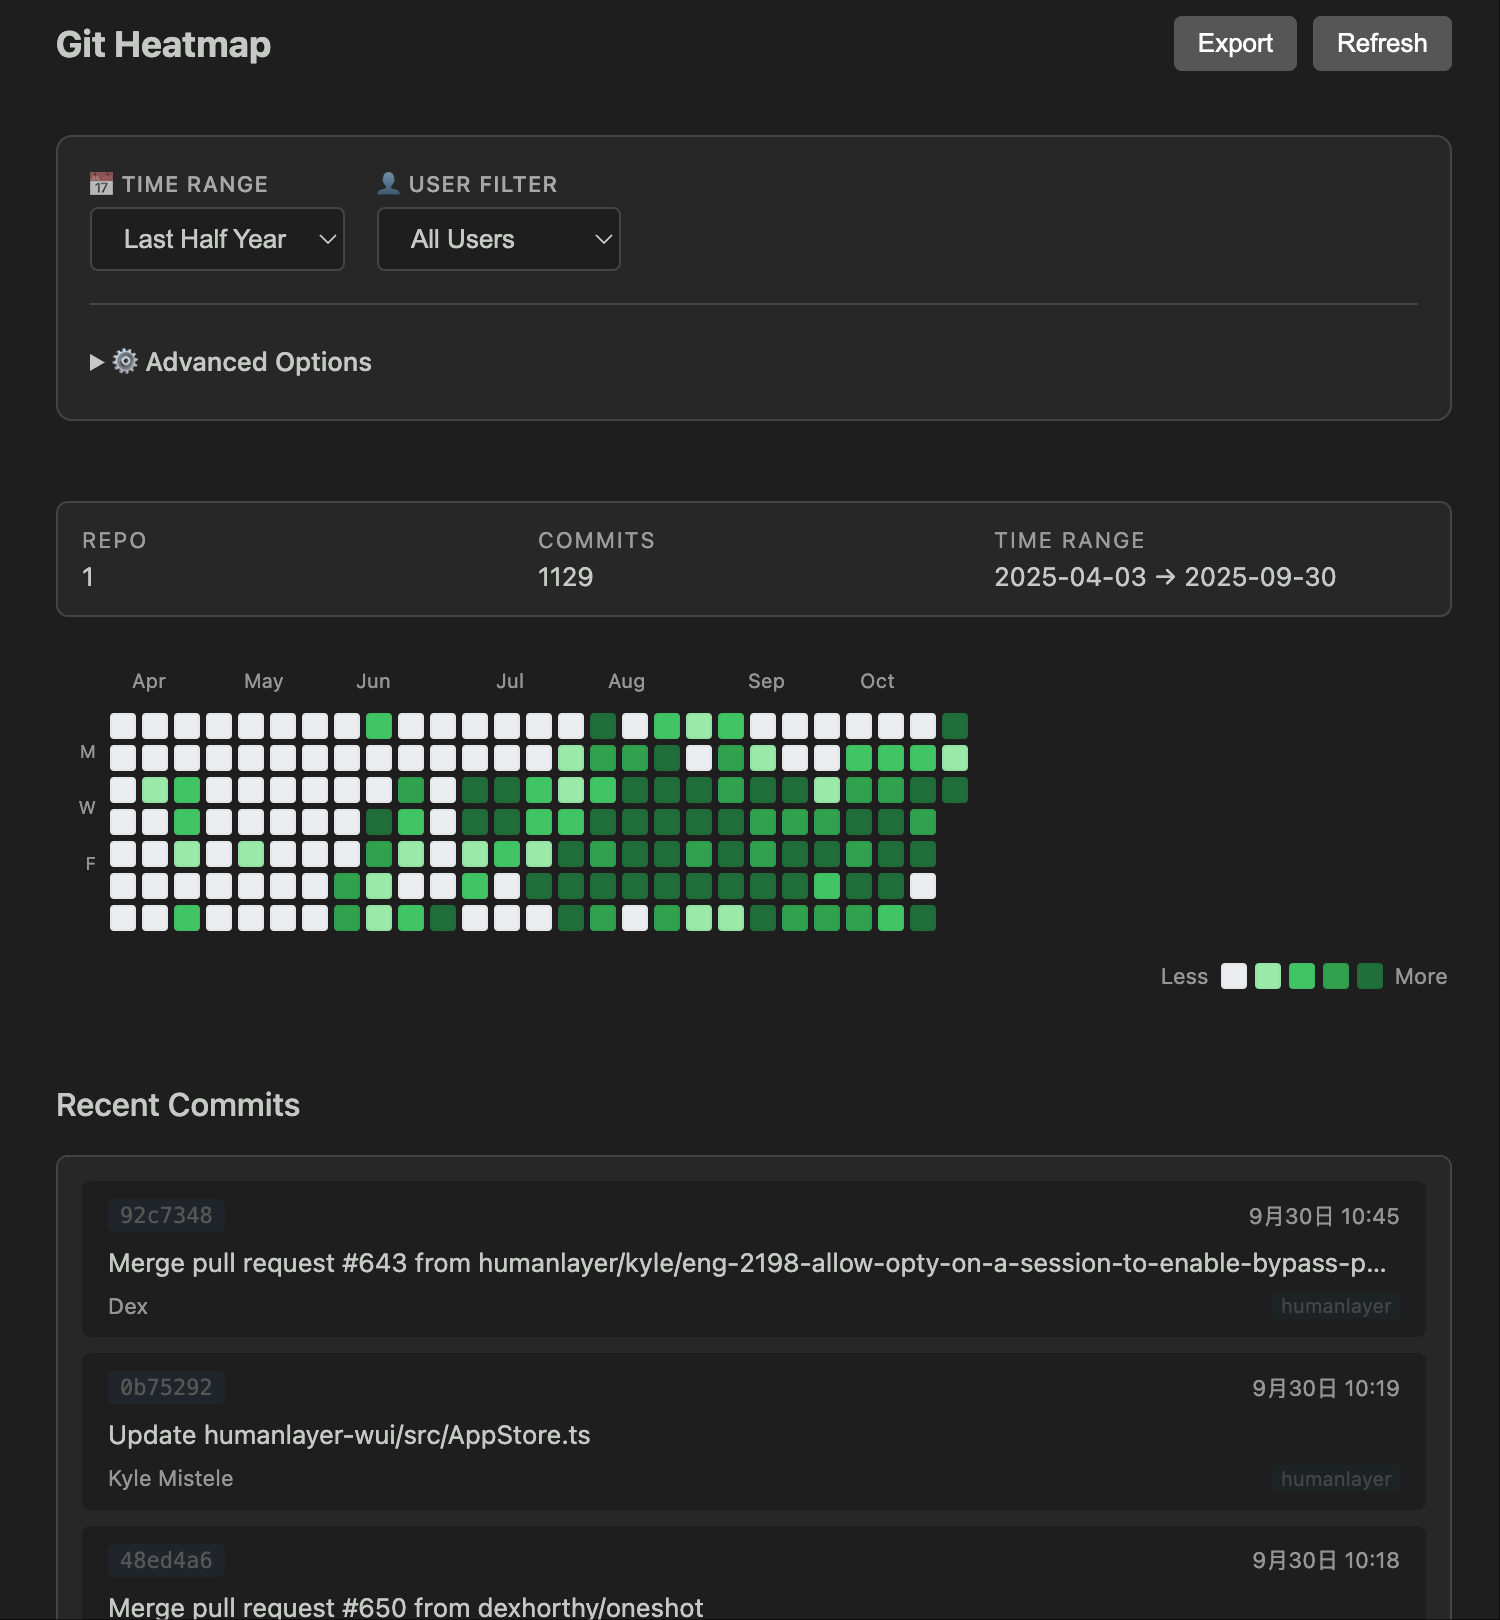 Git Heatmap
Export
Refresh
17
TIME RANGE
USER FILTER
Last Half Year
All Users
Advanced Options
REPO
COMMITS
TIME RANGE
1
1129
2025-04-03 → 2025-09-30
Apr
May
Jun
Jul
Aug
Sep
Oct
M
W
F
Less
More
Recent Commits
92c7348
9月30日 10:45
Merge pull request #643 from humanlayer/kyle/eng-2198-allow-opty-on-a-session-to-enable-bypass-p...
Dex
humanlayer
0b75292
9月30日 10:19
Update humanlayer-wui/src/AppStore.ts
Kyle Mistele
humanlayer
48ed4a6
9月30日 10:18
Merge pull request #650 from dexhorthy/oneshot